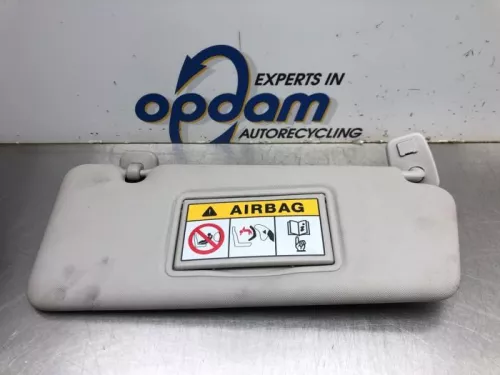 EXPERTS IN
opdam
AUTORECYCLING
AIRBAG